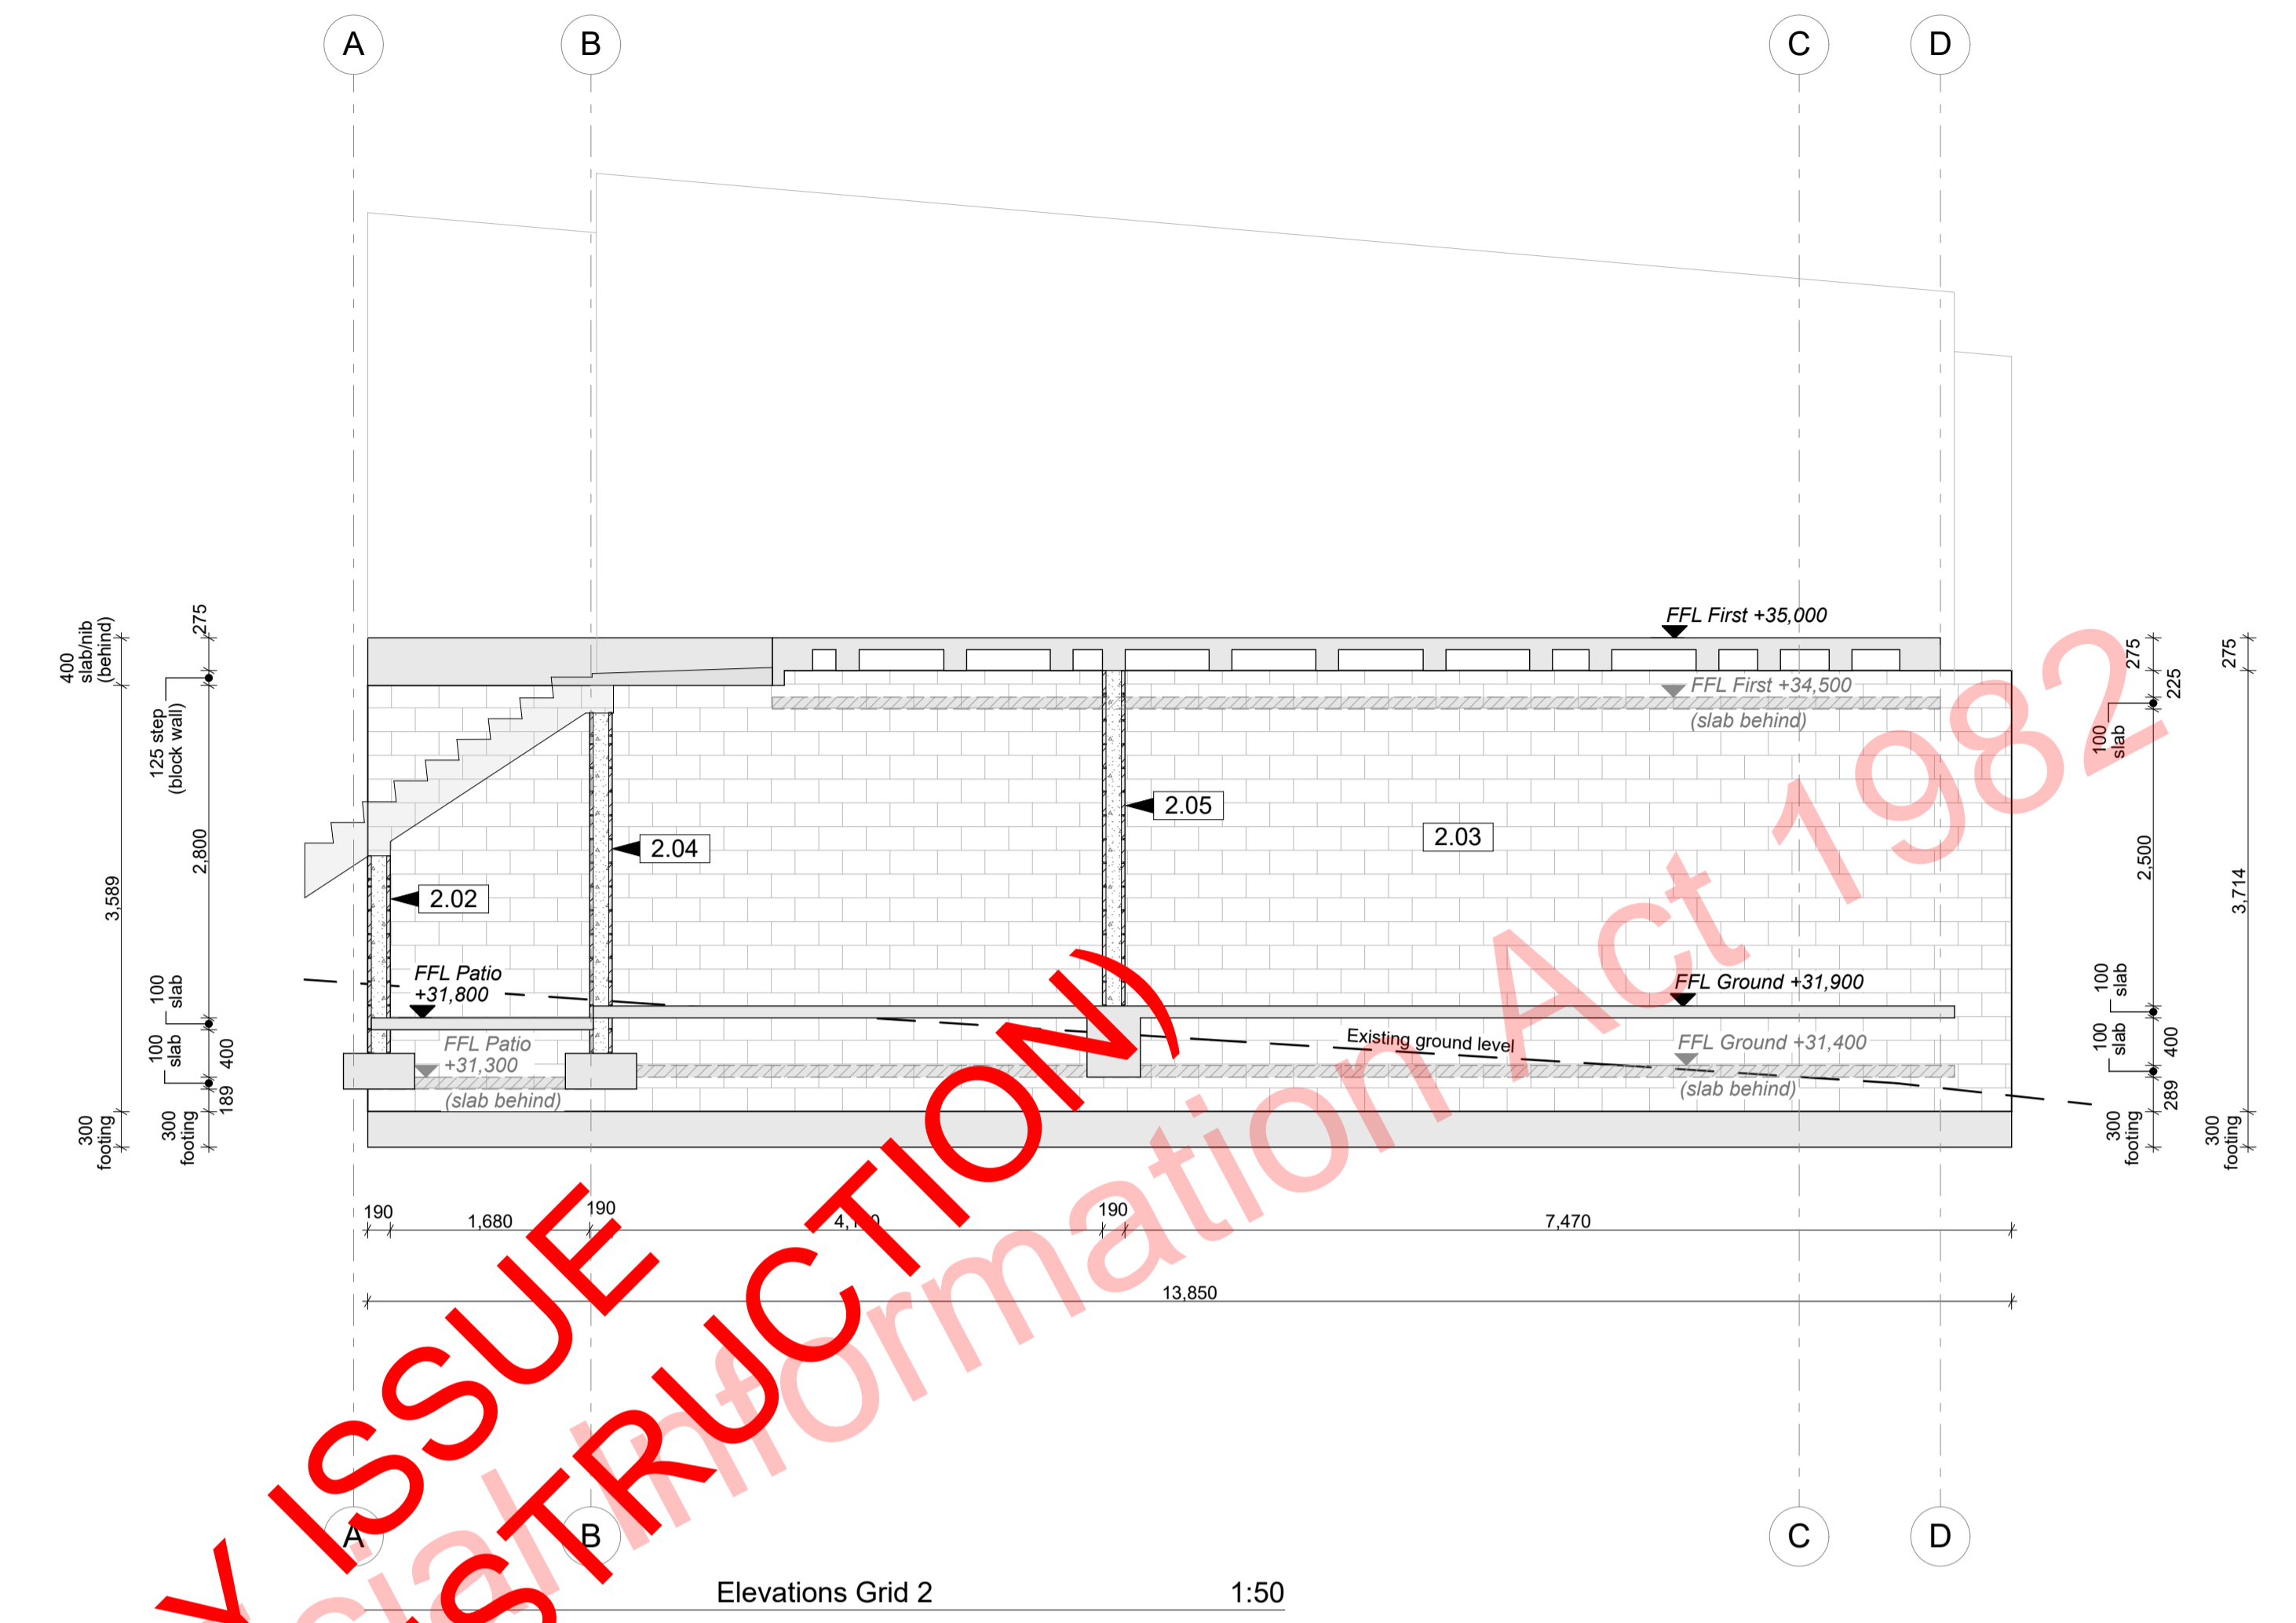 A
B
C
D
FFL First +35,000
275
400
slab/nib
(behind)
275
275
FFL First +34,500
(slab behind)
225
100
slab
125 step
(block wall)
2.05
2.03
2.04
2.02
2,800
3,589
2,500
3,714
FFL Patio
+31,800
FFL Ground +31,900
100
slab
100
slab
Existing ground level
FFL Patio
+31,300
(slab behind)
FFL Ground +31,400
(slab behind)
100
slab
400
189
100
slab
400
289
300
footing
300
footing
300
footing
300
footing
190
1,680
190
190
7,470
13,850
A
B
C
D
Elevations Grid 2
1:50
ISSUE
Information Act 1982